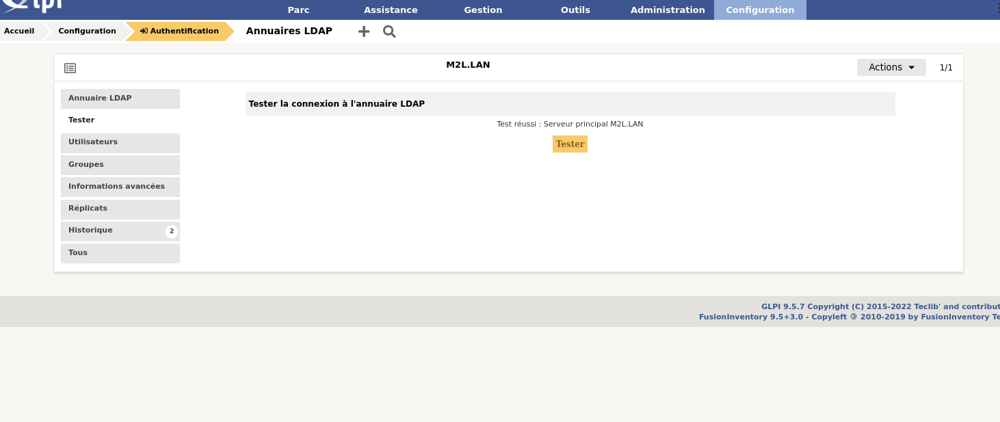 Parc Assistance Gestion Outils Administration Configuration
Accueil Configuration Authentification Annuaires LDAP
M2L.LAN Actions 1/1
Annuaire LDAP
Tester
Utilisateurs
Groupes
Informations avancées
Réplicats
Historique 2
Tous
Tester la connexion à l'annuaire LDAP
Test réussi : Serveur principal M2L.LAN
Tester
GLPI 9.5.7 Copyright (C) 2015-2022 Teclib' and contribut
FusionInventory 9.5+3.0 - Copyleft 🄯 2010-2019 by FusionInventory Te